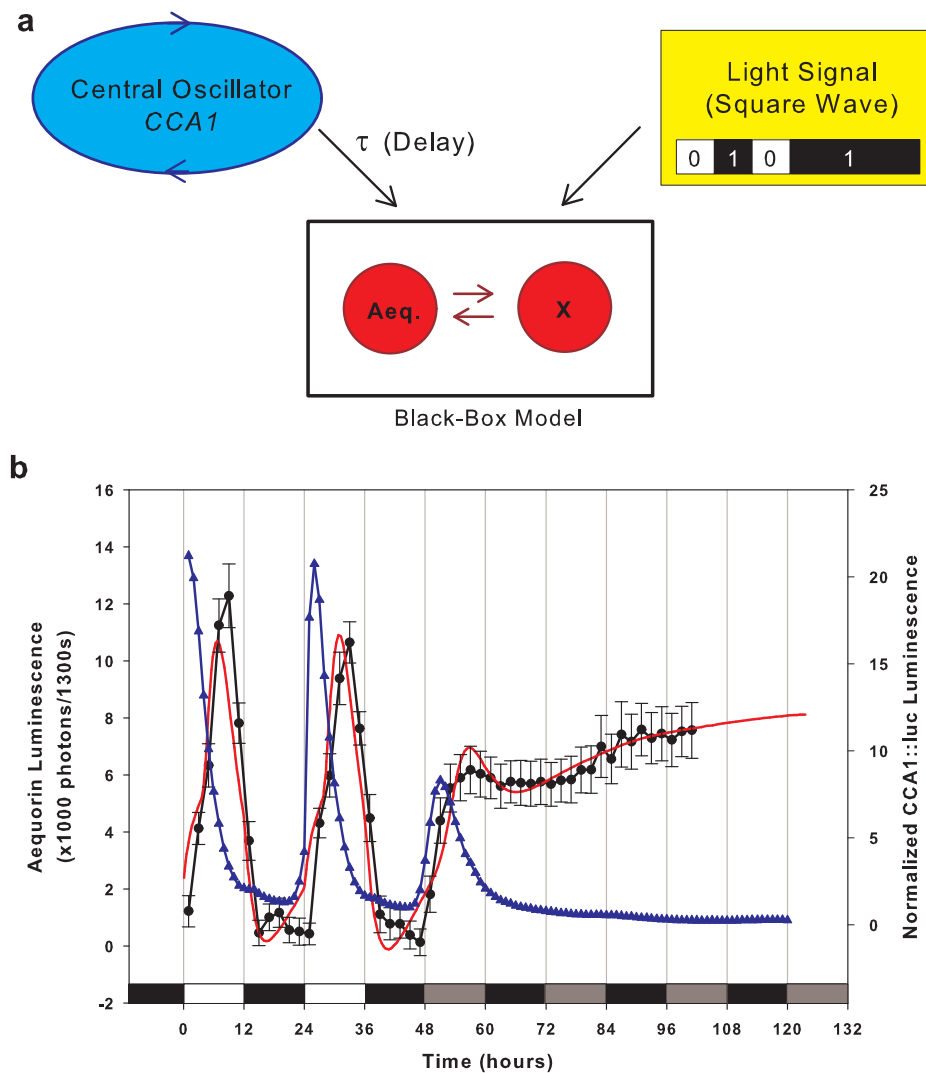 a
Central Oscillator
CCA1
τ (Delay)
Light Signal
(Square Wave)
0 1 0 1
Aeq.
X
Black-Box Model
b
Aequorin Luminescence
(x1000 photons/1300s)
16
14
12
10
8
6
4
2
0
-2
25
20
15
10
5
0
Normalized CCA1::luc Luminescence
0 12 24 36 48 60 72 84 96 108 120 132
Time (hours)